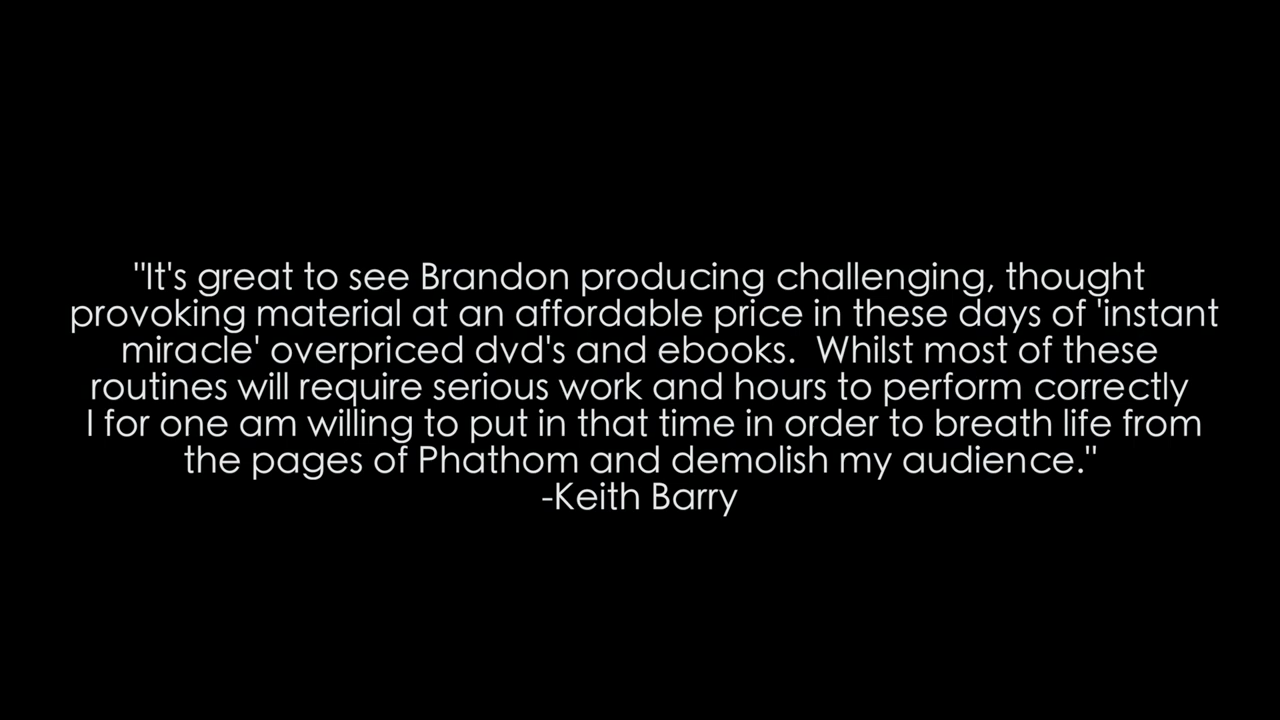 "It's great to see Brandon producing challenging, thought
provoking material at an affordable price in these days of 'instant
miracle' overpriced dvd's and ebooks.  Whilst most of these
routines will require serious work and hours to perform correctly
I for one am willing to put in that time in order to breath life from
the pages of Phathom and demolish my audience."
-Keith Barry